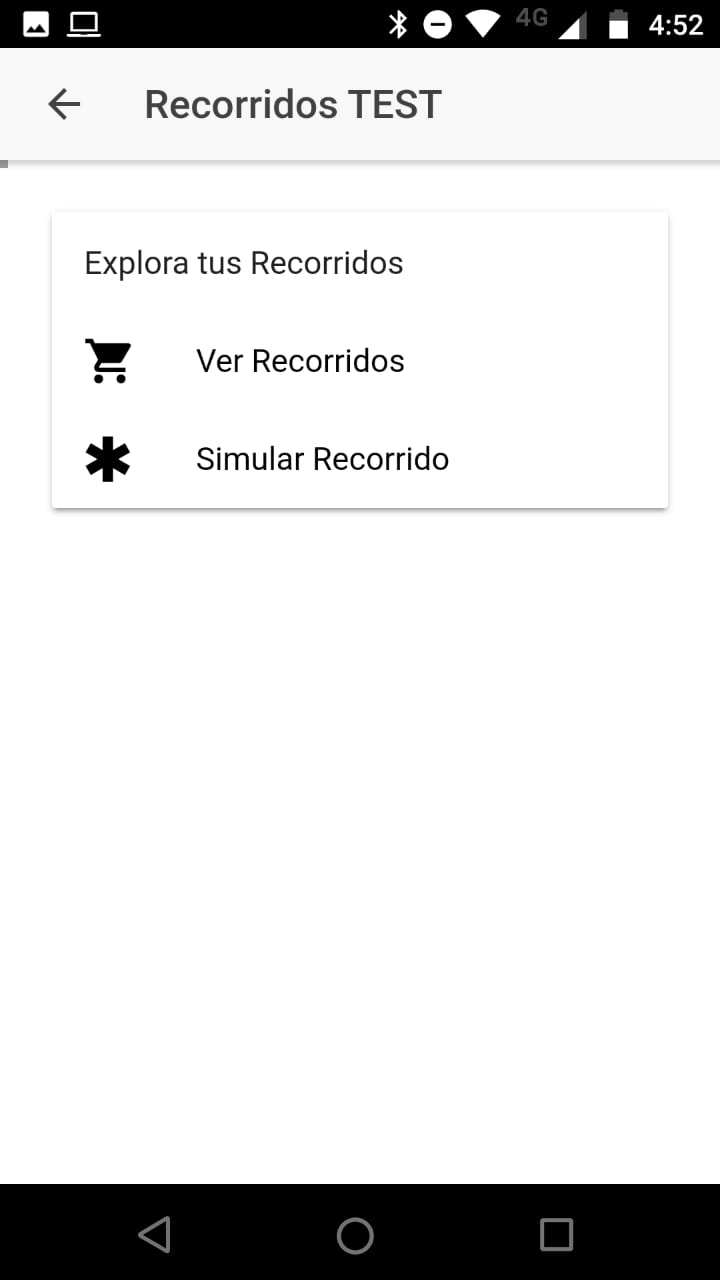 4G 4:52
Recorridos TEST
Explora tus Recorridos
Ver Recorridos
Simular Recorrido